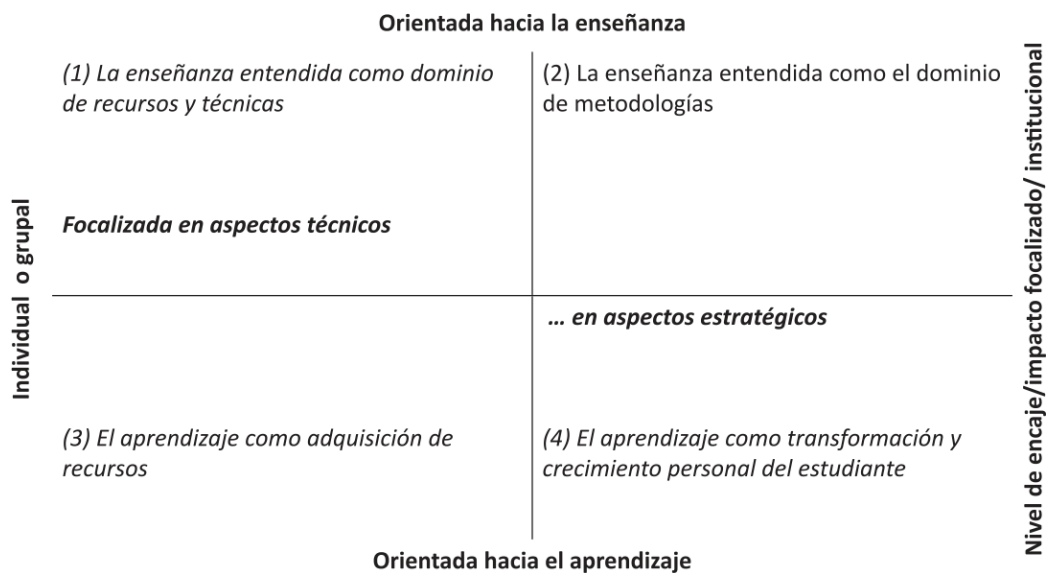 Orientada hacia la enseñanza
(1) La enseñanza entendida como dominio
de recursos y técnicas
(2) La enseñanza entendida como el dominio
de metodologías
Focalizada en aspectos técnicos
Individual o grupal
Nivel de encaje/impacto focalizado/ institucional
... en aspectos estratégicos
(3) El aprendizaje como adquisición de
recursos
(4) El aprendizaje como transformación y
crecimiento personal del estudiante
Orientada hacia el aprendizaje